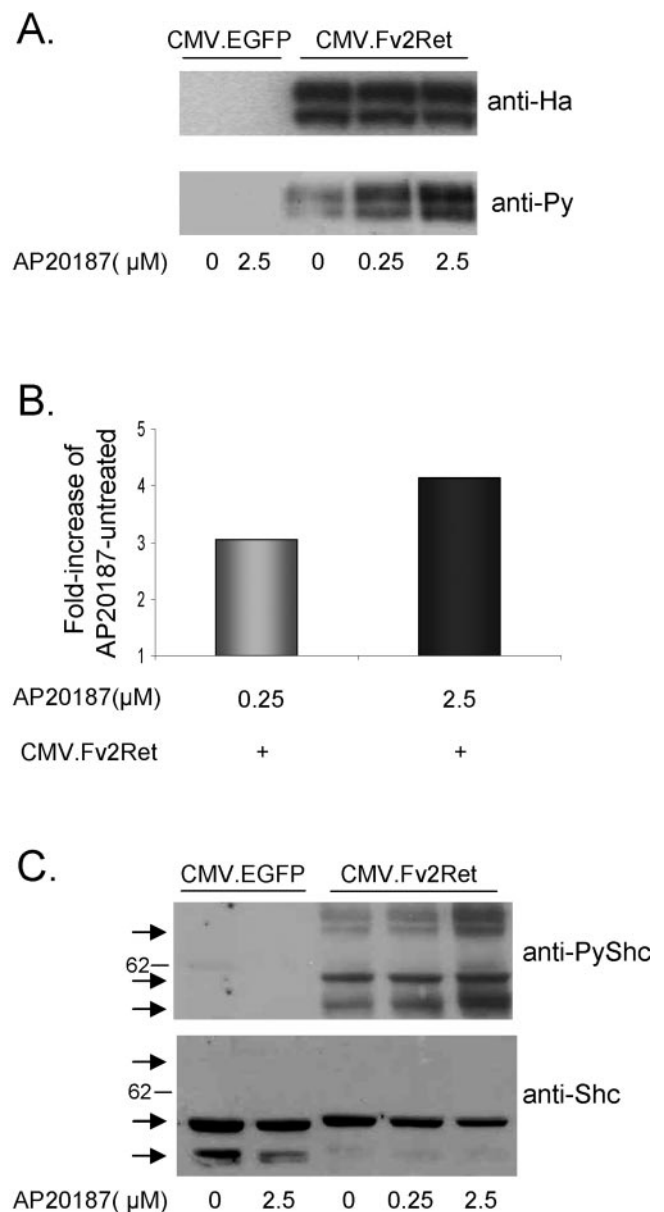 A.
CMV.EGFP CMV.Fv2Ret
anti-Ha
anti-Py
AP20187( µM) 0 2.5 0 0.25 2.5
B.
Fold-increase of
AP20187-untreated
5
4
3
2
1
AP20187(µM) 0.25 2.5
CMV.Fv2Ret + +
C.
CMV.EGFP CMV.Fv2Ret
62
anti-PyShc
62
anti-Shc
AP20187( µM) 0 2.5 0 0.25 2.5